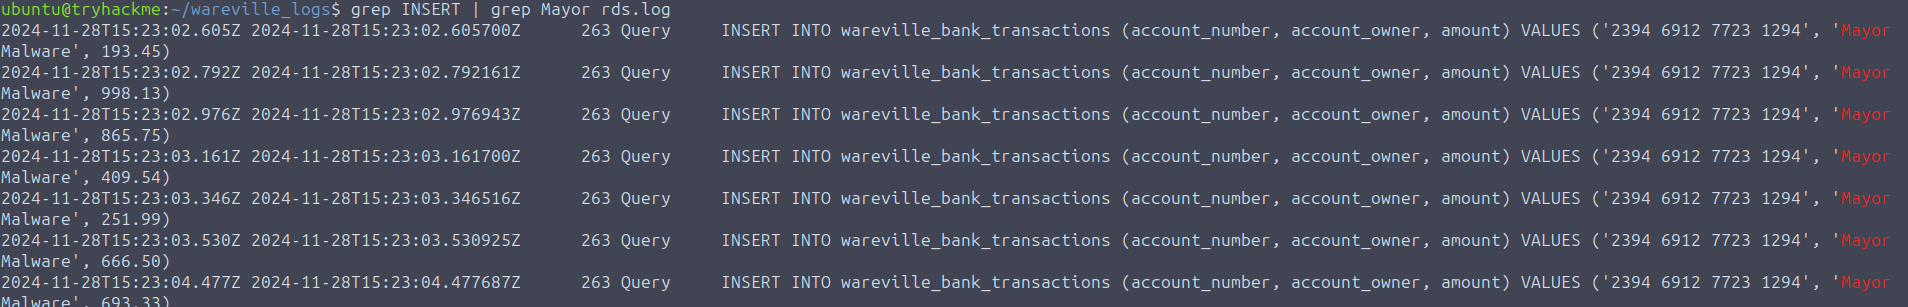 ubuntu@tryhackme:~/wareville_logs$ grep INSERT | grep Mayor rds.log
2024-11-28T15:23:02.605Z 2024-11-28T15:23:02.605700Z      263 Query     INSERT INTO wareville_bank_transactions (account_number, account_owner, amount) VALUES ('2394 6912 7723 1294', 'Mayor
Malware', 193.45)
2024-11-28T15:23:02.792Z 2024-11-28T15:23:02.792161Z      263 Query     INSERT INTO wareville_bank_transactions (account_number, account_owner, amount) VALUES ('2394 6912 7723 1294', 'Mayor
Malware', 998.13)
2024-11-28T15:23:02.976Z 2024-11-28T15:23:02.976943Z      263 Query     INSERT INTO wareville_bank_transactions (account_number, account_owner, amount) VALUES ('2394 6912 7723 1294', 'Mayor
Malware', 865.75)
2024-11-28T15:23:03.161Z 2024-11-28T15:23:03.161700Z      263 Query     INSERT INTO wareville_bank_transactions (account_number, account_owner, amount) VALUES ('2394 6912 7723 1294', 'Mayor
Malware', 409.54)
2024-11-28T15:23:03.346Z 2024-11-28T15:23:03.346516Z      263 Query     INSERT INTO wareville_bank_transactions (account_number, account_owner, amount) VALUES ('2394 6912 7723 1294', 'Mayor
Malware', 251.99)
2024-11-28T15:23:03.530Z 2024-11-28T15:23:03.530925Z      263 Query     INSERT INTO wareville_bank_transactions (account_number, account_owner, amount) VALUES ('2394 6912 7723 1294', 'Mayor
Malware', 666.50)
2024-11-28T15:23:04.477Z 2024-11-28T15:23:04.477687Z      263 Query     INSERT INTO wareville_bank_transactions (account_number, account_owner, amount) VALUES ('2394 6912 7723 1294', 'Mayor
Malware', 693.33)